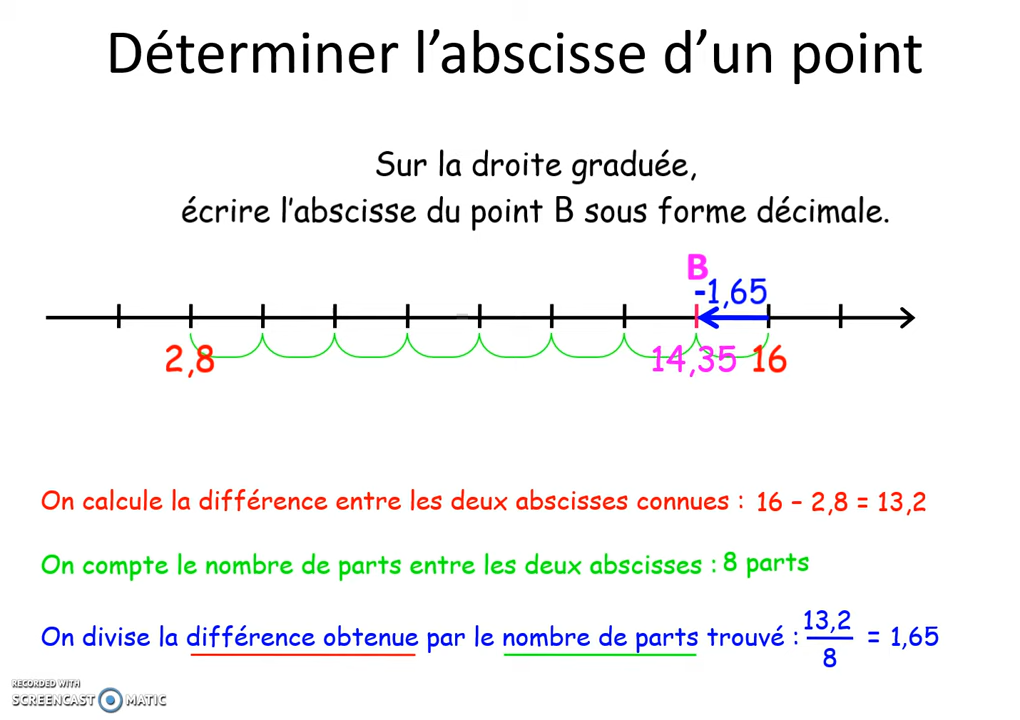 Déterminer l’abscisse d’un point
Sur la droite graduée,
écrire l’abscisse du point B sous forme décimale.
B
-1,65
2,8
14,35
16
On calcule la différence entre les deux abscisses connues : 16 – 2,8 = 13,2
On compte le nombre de parts entre les deux abscisses : 8 parts
On divise la différence obtenue par le nombre de parts trouvé : 13,2/8 = 1,65
RECORDED WITH
SCREENCAST MATIC